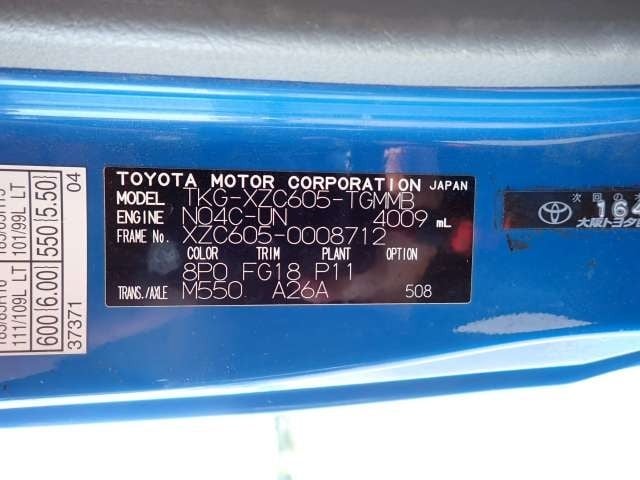 TOYOTA MOTOR CORPORATION JAPAN
MODEL TKG-XZC605-TGMMB
ENGINE N04C-UN 4009 mL
FRAME No. XZC605-0008712
COLOR TRIM PLANT OPTION
8P0 FG18 P11
TRANS./AXLE M550 A26A 508
111/109L LT 101/99L LT
600(6.00) 550(5.50)
37371 04
次回の
164
大阪トヨタ